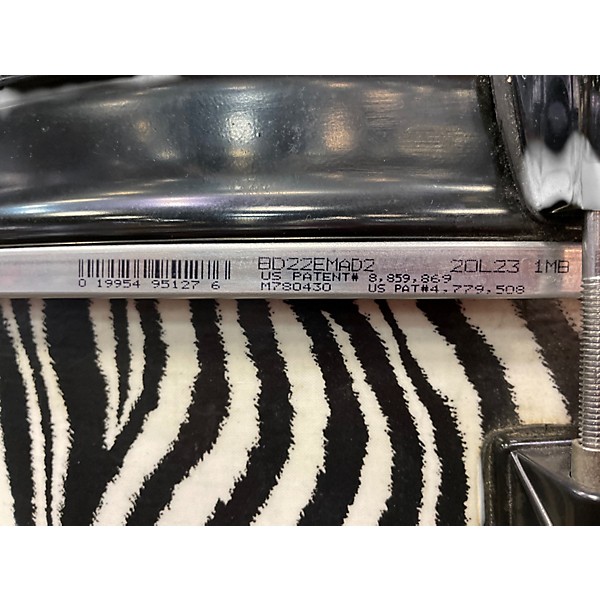 0 19954 95127 6
BD22EMAD2 20L23 1MB
US PATENT# 8,859,869
M780430 US PAT#4,779,508